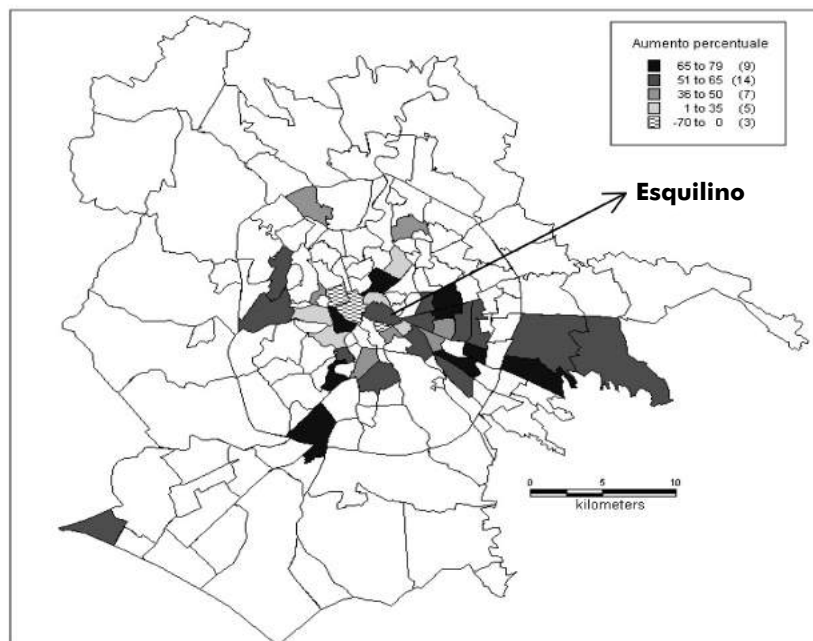 Aumento percentuale
65 to 79 (9)
51 to 65 (14)
36 to 50 (7)
1 to 35 (5)
-70 to 0 (3)
Esquilino
0 5 10
kilometers